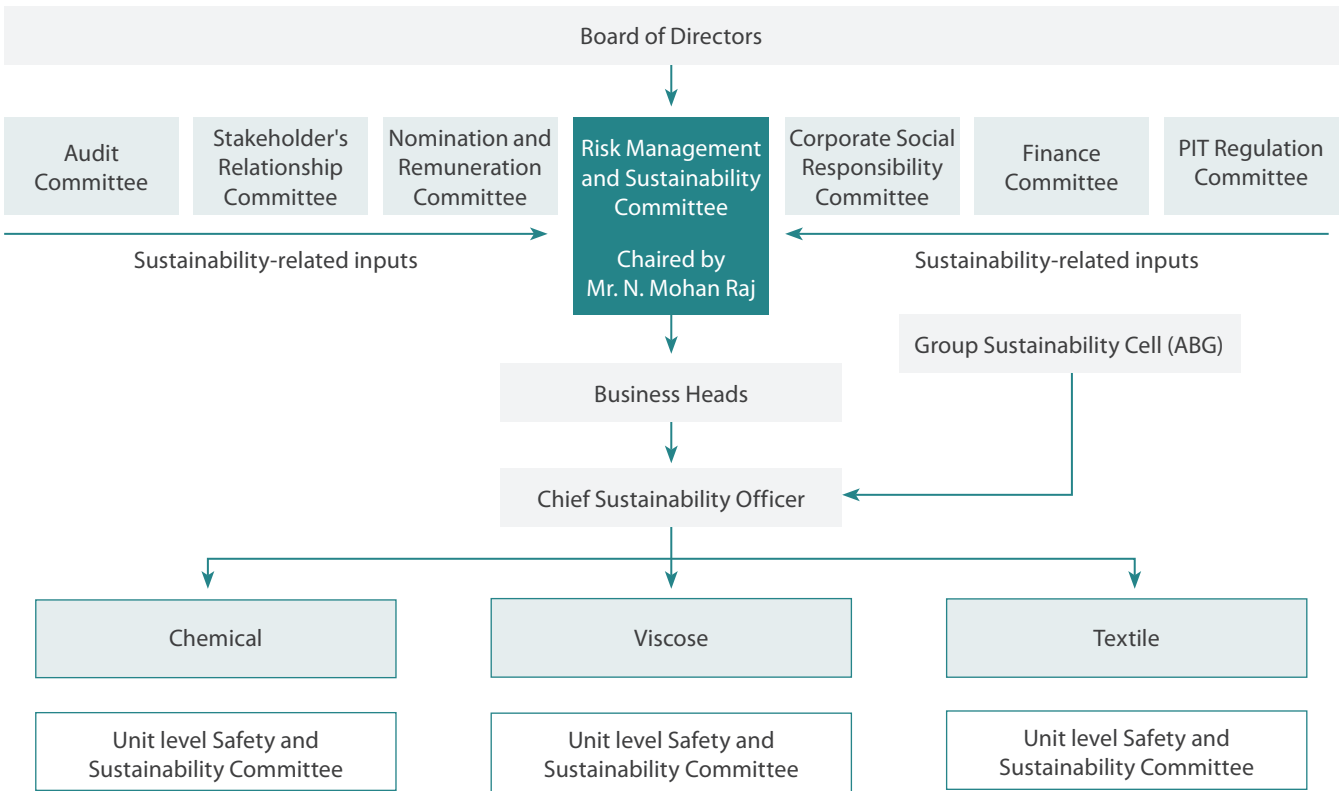 Board of Directors
Audit
Committee
Stakeholder's
Relationship
Committee
Nomination and
Remuneration
Committee
Risk Management
and Sustainability
Committee
Chaired by
Mr. N. Mohan Raj
Corporate Social
Responsibility
Committee
Finance
Committee
PIT Regulation
Committee
Sustainability-related inputs
Sustainability-related inputs
Group Sustainability Cell (ABG)
Business Heads
Chief Sustainability Officer
Chemical
Viscose
Textile
Unit level Safety and
Sustainability Committee
Unit level Safety and
Sustainability Committee
Unit level Safety and
Sustainability Committee